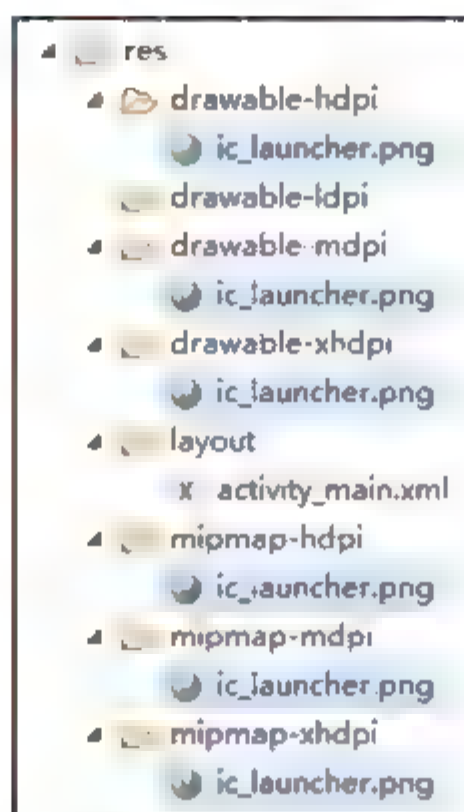 res
drawable-hdpi
ic_launcher.png
drawable-ldpi
drawable-mdpi
ic_launcher.png
drawable-xhdpi
ic_launcher.png
layout
activity_main.xml
mipmap-hdpi
ic_launcher.png
mipmap-mdpi
ic_launcher.png
mipmap-xhdpi
ic_launcher.png